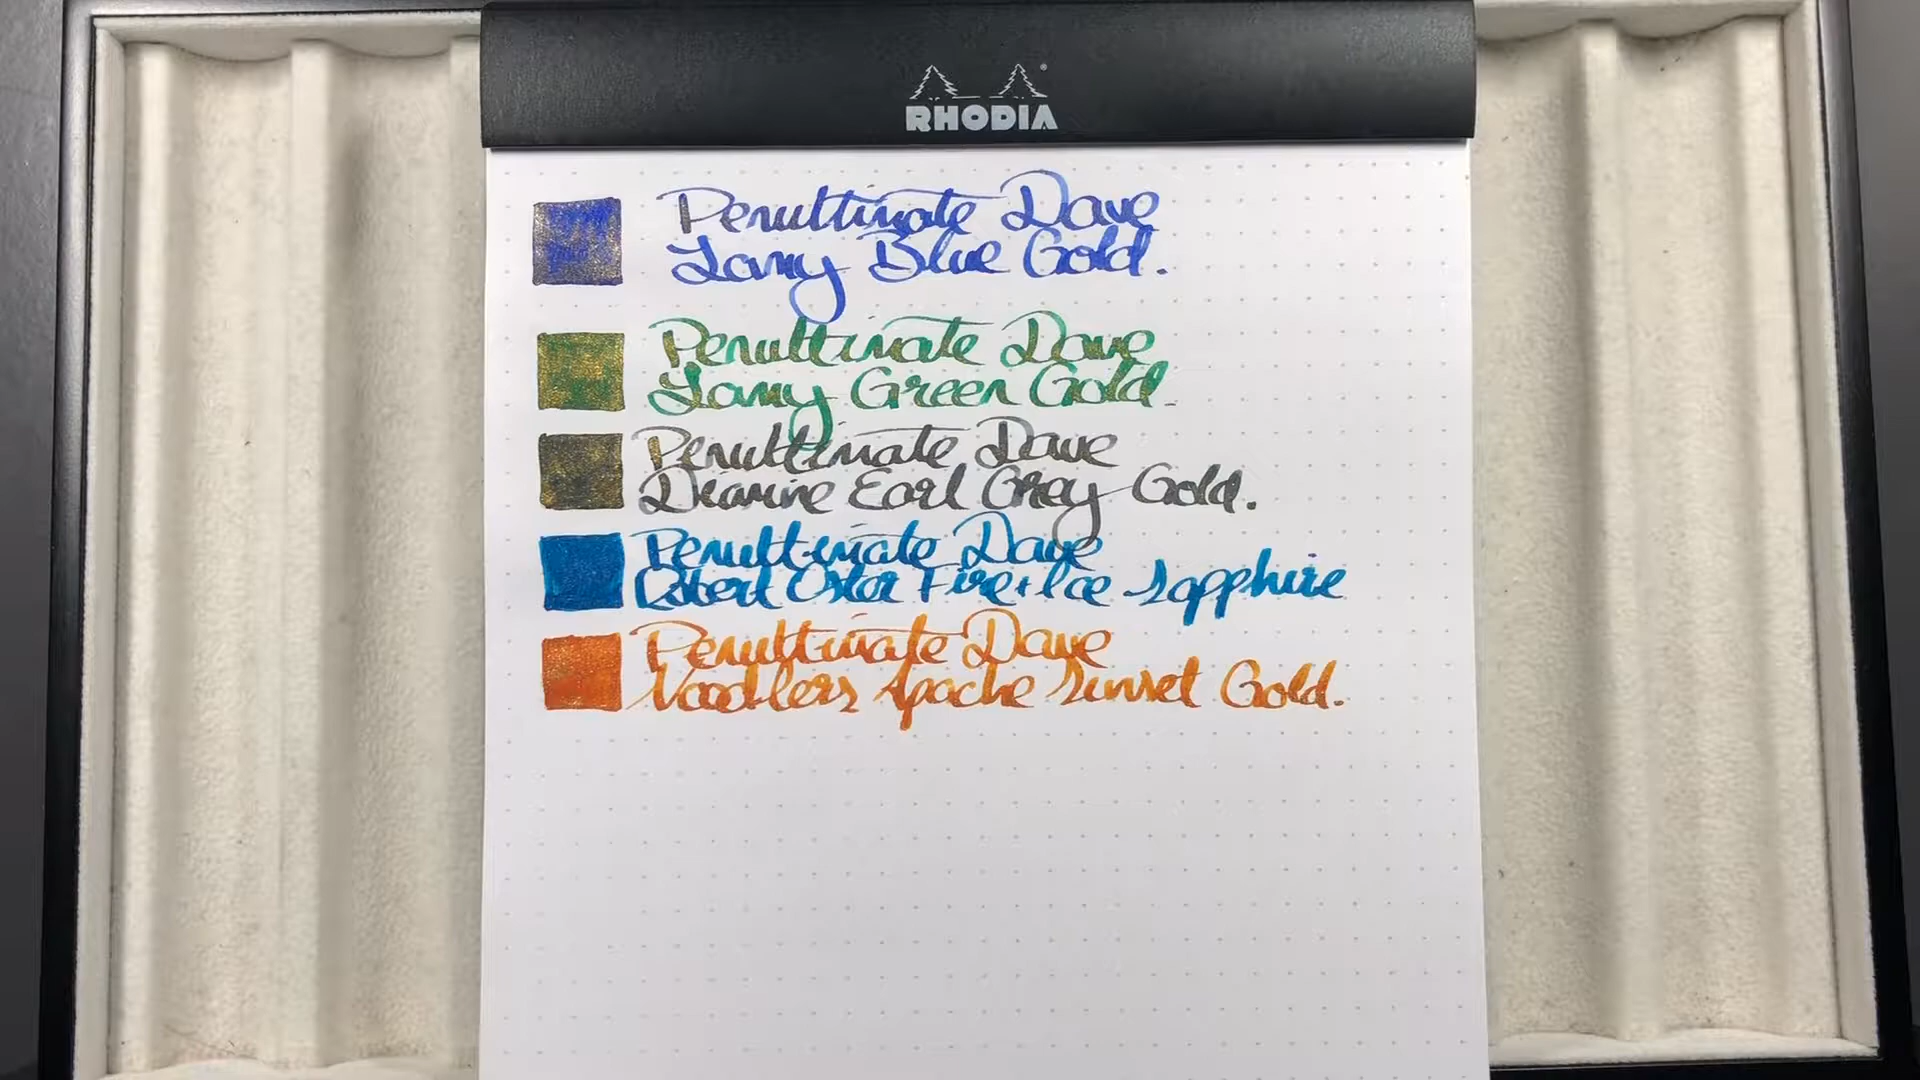 RHODIA
Penultimate Dave
Lamy Blue Gold.
Penultimate Dave
Lamy Green Gold.
Penultimate Dave
Diamine Earl Grey Gold.
Penultimate Dave
Robert Oster Fire + Ice Sapphire
Penultimate Dave
Noodlers Apache Sunset Gold.